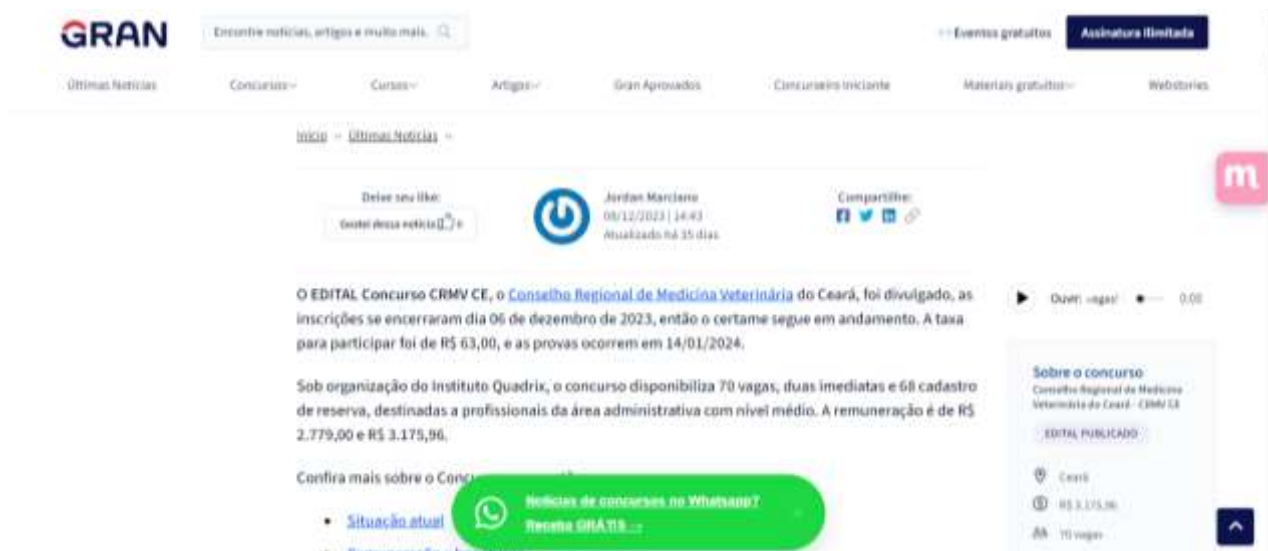 GRAN
Encontre notícias, artigos e muito mais.
Eventos gratuitos
Assinatura Ilimitada
Últimas Notícias
Concursos
Cursos
Artigos
Gran Aprovados
Concurseiro Iniciante
Materiais gratuitos
Webstories
Início
Últimas Notícias
Deixe seu like:
Gostei dessa notícia
Jordan Marciano
08/12/2023 | 14:43
Atualizado há 35 dias
Compartilhe:
m
O EDITAL Concurso CRMV CE, o Conselho Regional de Medicina Veterinária do Ceará, foi divulgado, as
inscrições se encerraram dia 06 de dezembro de 2023, então o certame segue em andamento. A taxa
para participar foi de R$ 63,00, e as provas ocorrem em 14/01/2024.
Sob organização do Instituto Quadrix, o concurso disponibiliza 70 vagas, duas imediatas e 68 cadastro
de reserva, destinadas a profissionais da área administrativa com nível médio. A remuneração é de R$
2.779,00 e R$ 3.175,96.
Confira mais sobre o
• Situação atual
Notícias de concursos no Whatsapp?
Receba GRÁTIS →
0:00
Sobre o concurso
Conselho Regional de Medicina
Veterinária do Ceará - CRMV CE
EDITAL PUBLICADO
Ceará
R$ 3.175,96
70 vagas